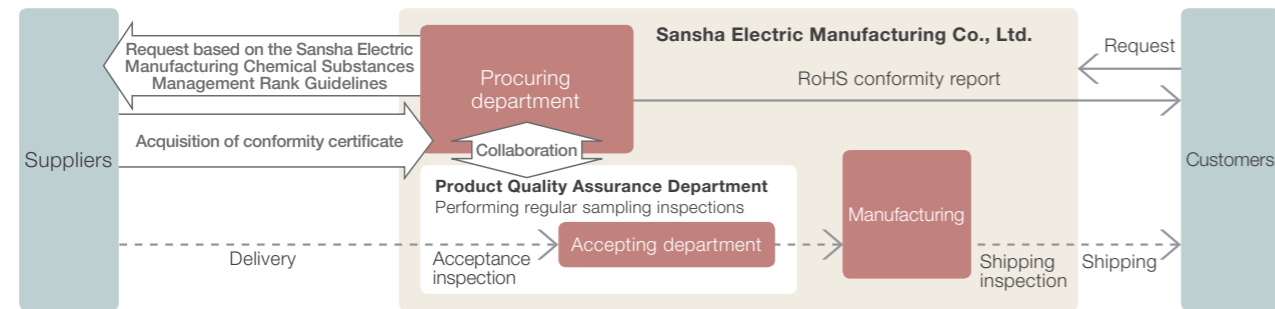 Sansha Electric Manufacturing Co., Ltd.
Request based on the Sansha Electric
Manufacturing Chemical Substances
Management Rank Guidelines
Procuring
department
Request
RoHS conformity report
Acquisition of conformity certificate
Collaboration
Suppliers
Customers
Product Quality Assurance Department
Performing regular sampling inspections
Accepting department
Manufacturing
Delivery
Acceptance
inspection
Shipping
inspection
Shipping